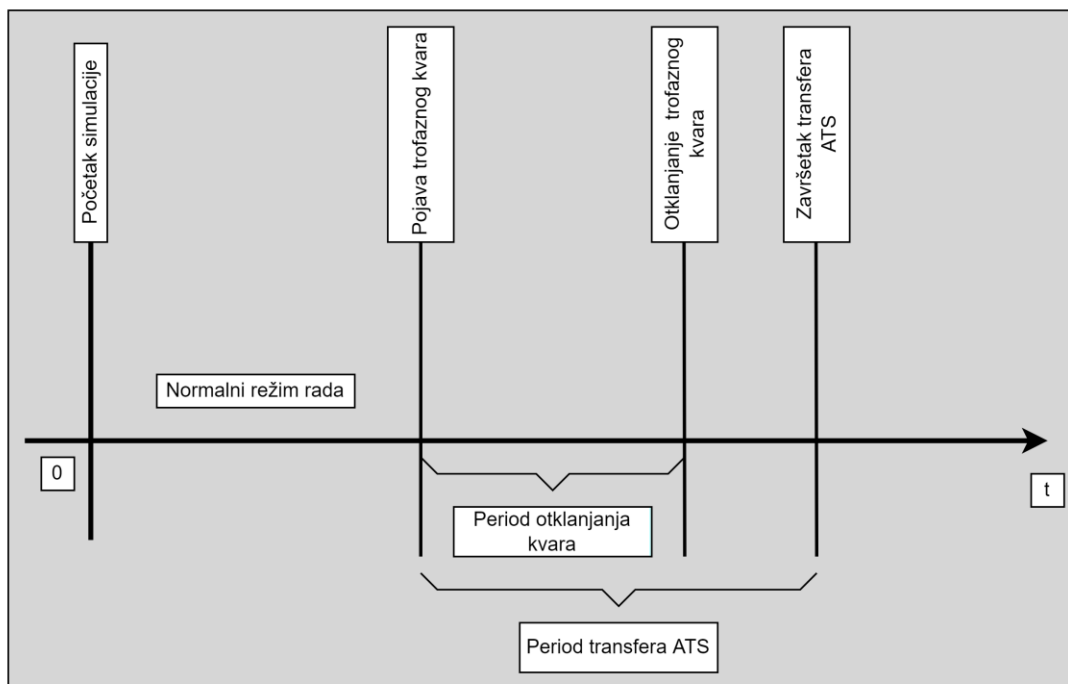 Početak simulacije
Pojava trofaznog kvara
Otklanjanje trofaznog
kvara
Završetak transfera
ATS
Normalni režim rada
0
t
Period otklanjanja
kvara
Period transfera ATS